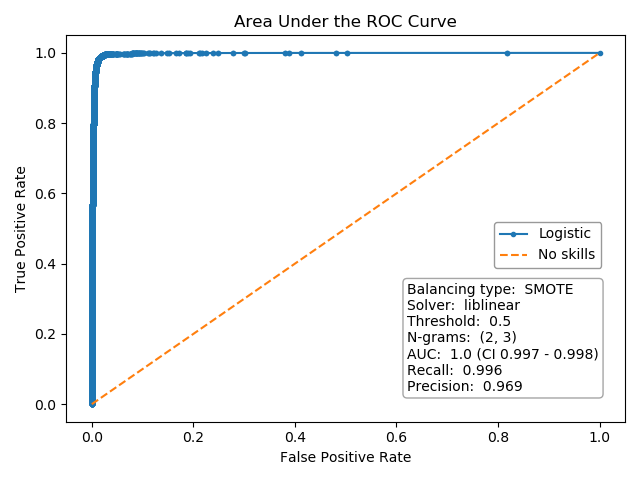 Area Under the ROC Curve
True Positive Rate
1.0
0.8
0.6
0.4
0.2
0.0
Logistic
No skills
Balancing type:  SMOTE
Solver:  liblinear
Threshold:  0.5
N-grams:  (2, 3)
AUC:  1.0 (CI 0.997 - 0.998)
Recall:  0.996
Precision:  0.969
0.0 0.2 0.4 0.6 0.8 1.0
False Positive Rate